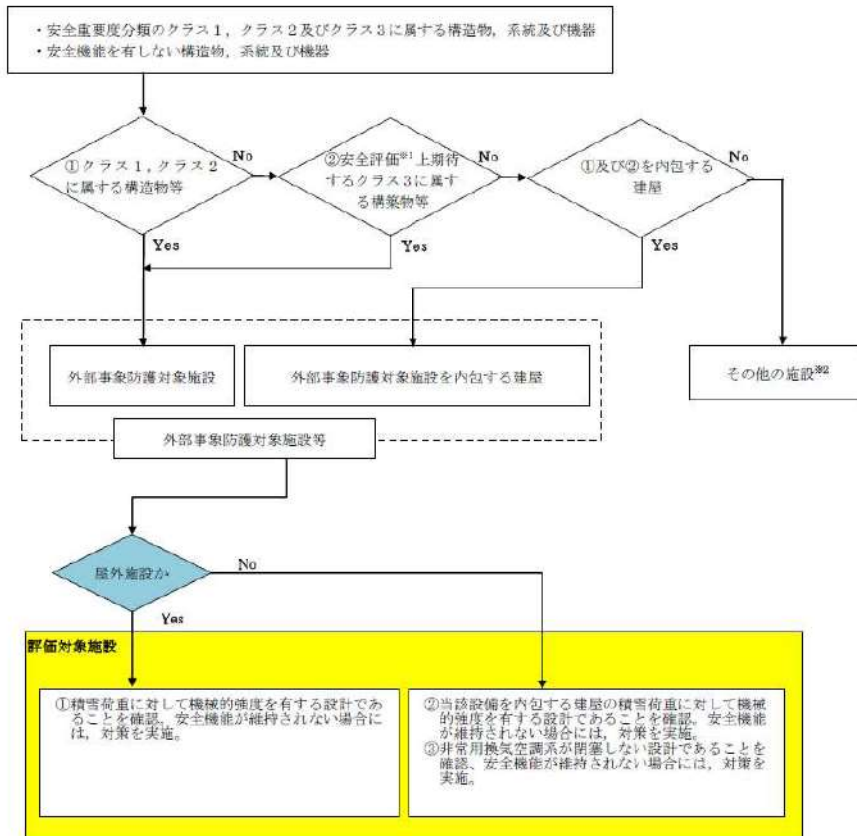 ・安全重要度分類のクラス１，クラス２及びクラス３に属する構造物，系統及び機器
・安全機能を有しない構造物，系統及び機器
①クラス１，クラス２
に属する構造物等
No
②安全評価※1上期待
するクラス３に属す
る構築物等
No
①及び②を内包する
建屋
No
Yes
Yes
Yes
外部事象防護対象施設
外部事象防護対象施設を内包する建屋
その他の施設※2
外部事象防護対象施設等
屋外施設か
No
Yes
評価対象施設
①積雪荷重に対して機械的強度を有する設計であ
ることを確認。安全機能が維持されない場合に
は，対策を実施。
②当該設備を内包する建屋の積雪荷重に対して機械
的強度を有する設計であることを確認。安全機能
が維持されない場合には，対策を実施。
③非常用換気空調系が閉塞しない設計であることを
確認、安全機能が維持されない場合には，対策を
実施。